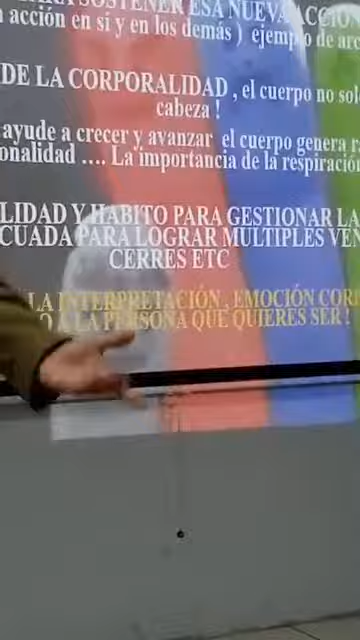 SOSTENER ESA NUEVA ACCIÓN
acción en si y en los demás ) ejemplo de
DE LA CORPORALIDAD , el cuerpo no sol
cabeza !
ayude a crecer y avanzar el cuerpo genera
onalidad .... La importancia de la respiración
LIDAD Y HABITO PARA GESTIONAR LA
CUADA PARA LOGRAR MULTIPLES VEN
CERRES ETC
LA INTERPRETACIÓN , EMOCIÓN COR
O A LA PERSONA QUE QUIERES SER !